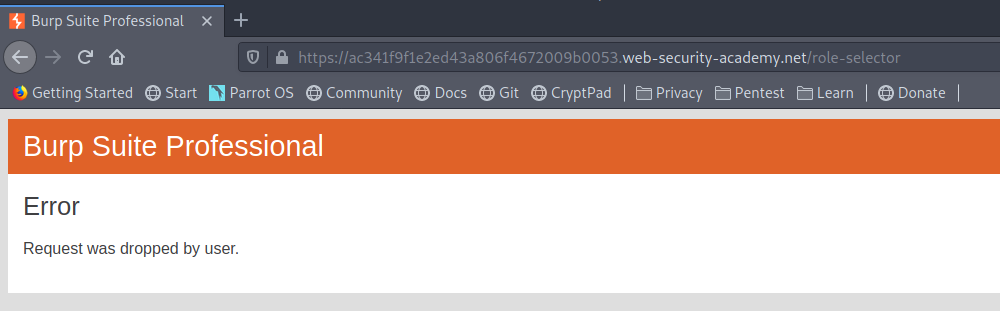 Burp Suite Professional
https://ac341f9f1e2ed43a806f4672009b0053.web-security-academy.net/role-selector
Getting Started Start Parrot OS Community Docs Git CryptPad Privacy Pentest Learn Donate
Burp Suite Professional
Error
Request was dropped by user.